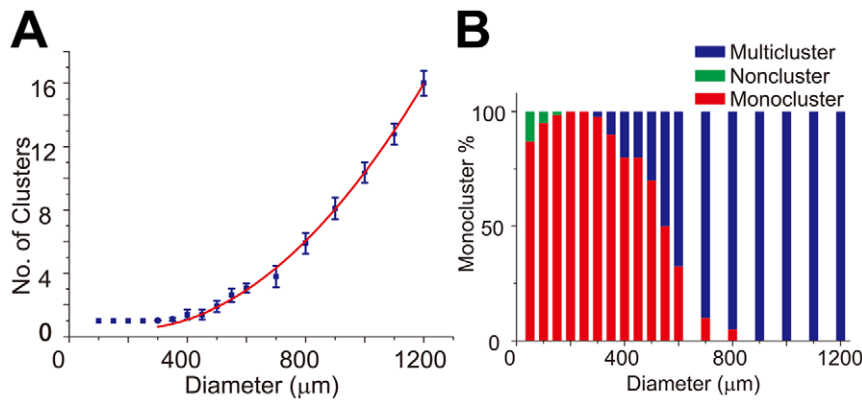 A
No. of Clusters
16
12
8
4
0
0
400
800
1200
Diameter (μm)
B
Multicluster
Noncluster
Monocluster
Monocluster %
100
50
0
0
400
800
1200
Diameter (μm)